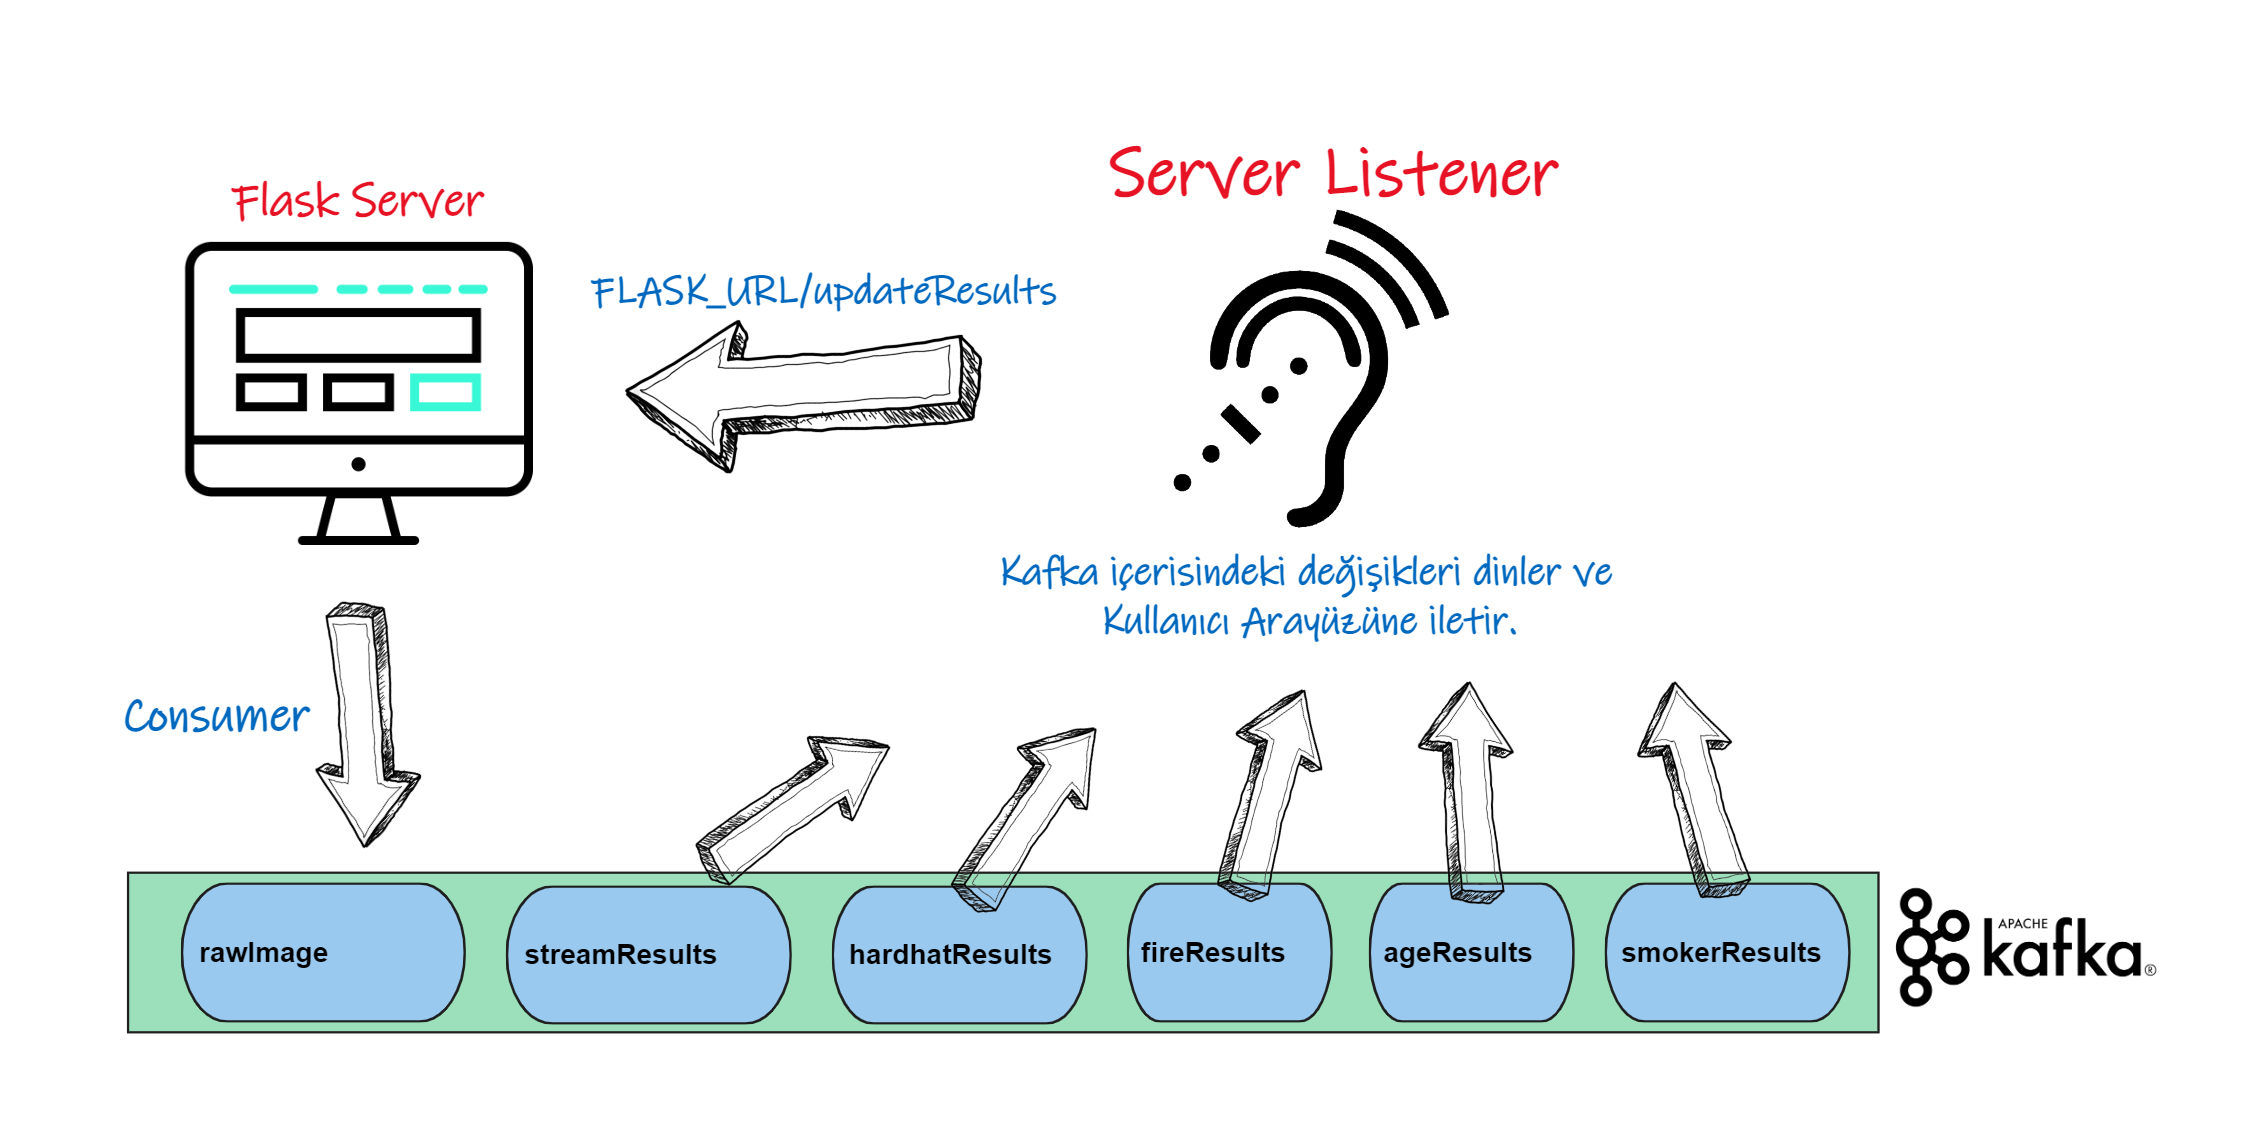 Server Listener
Flask Server
FLASK_URL/updateResults
Kafka içerisindeki değişikleri dinler ve
Kullanıcı Arayüzüne iletir.
Consumer
rawImage
streamResults
hardhatResults
fireResults
ageResults
smokerResults
APACHE
kafka®